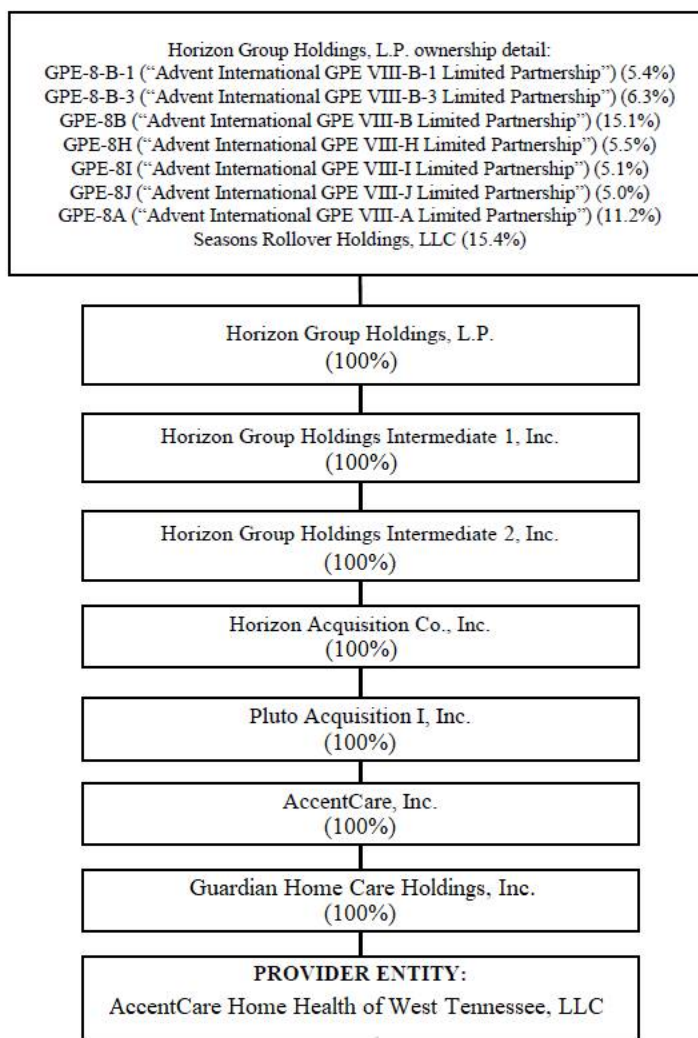 Horizon Group Holdings, L.P. ownership detail:
GPE-8-B-1 (“Advent International GPE VIII-B-1 Limited Partnership”) (5.4%)
GPE-8-B-3 (“Advent International GPE VIII-B-3 Limited Partnership”) (6.3%)
GPE-8B (“Advent International GPE VIII-B Limited Partnership”) (15.1%)
GPE-8H (“Advent International GPE VIII-H Limited Partnership”) (5.5%)
GPE-8I (“Advent International GPE VIII-I Limited Partnership”) (5.1%)
GPE-8J (“Advent International GPE VIII-J Limited Partnership”) (5.0%)
GPE-8A (“Advent International GPE VIII-A Limited Partnership”) (11.2%)
Seasons Rollover Holdings, LLC (15.4%)
Horizon Group Holdings, L.P.
(100%)
Horizon Group Holdings Intermediate 1, Inc.
(100%)
Horizon Group Holdings Intermediate 2, Inc.
(100%)
Horizon Acquisition Co., Inc.
(100%)
Pluto Acquisition I, Inc.
(100%)
AccentCare, Inc.
(100%)
Guardian Home Care Holdings, Inc.
(100%)
PROVIDER ENTITY:
AccentCare Home Health of West Tennessee, LLC